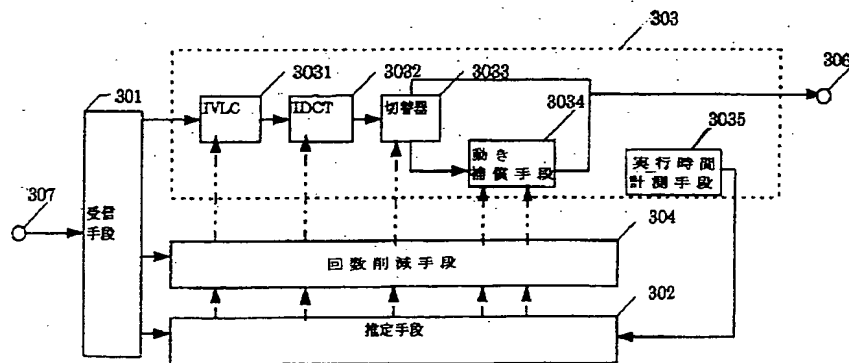 303
306
301
3031
3032
3033
IVLC
IDCT
切替器
3034
3035
動き
補償手段
実行時間
計測手段
307
受信
手段
304
回数削減手段
302
推定手段